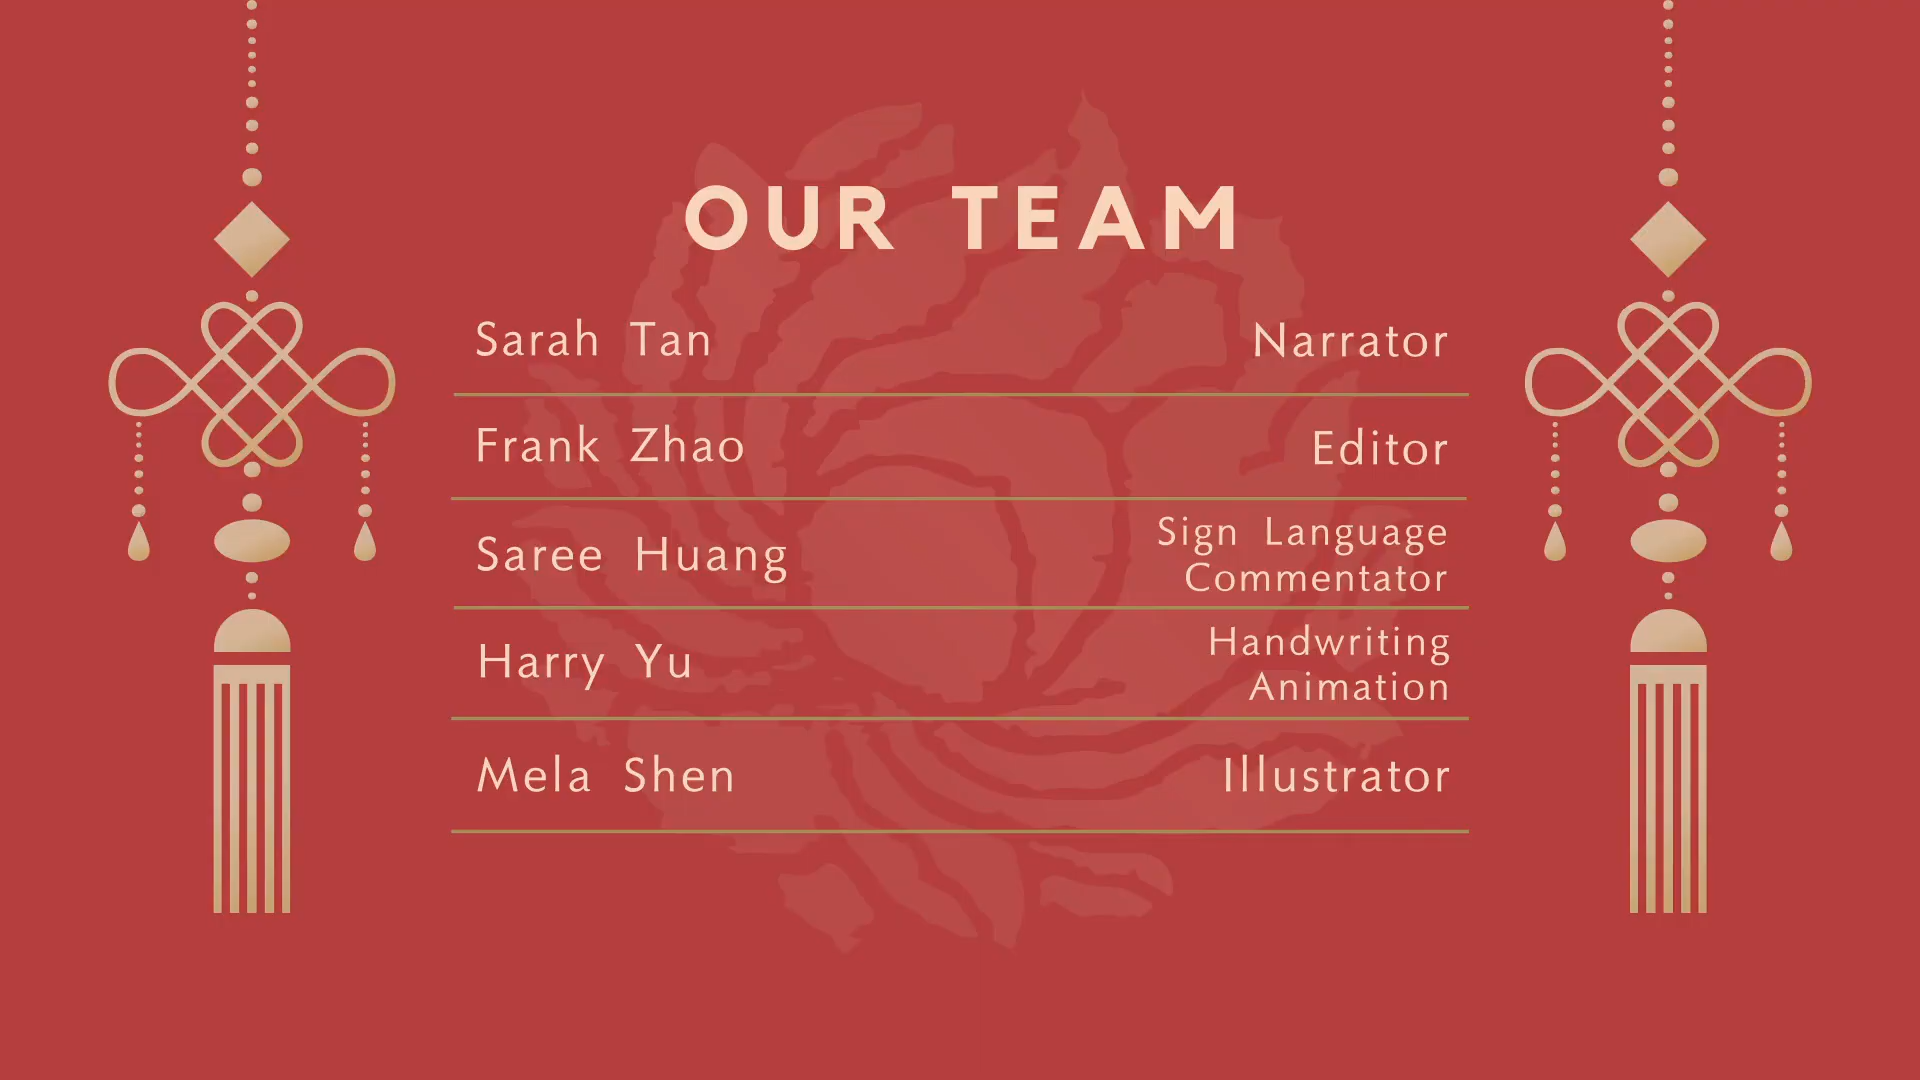 OUR TEAM
Sarah Tan Narrator
Frank Zhao Editor
Saree Huang Sign Language
Commentator
Harry Yu Handwriting
Animation
Mela Shen Illustrator